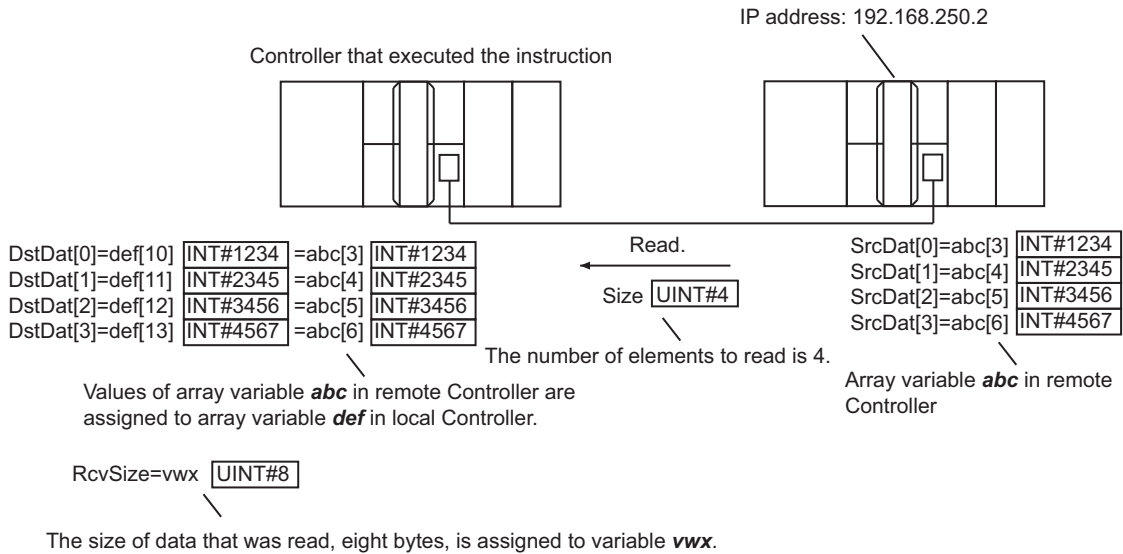 IP address: 192.168.250.2
Controller that executed the instruction
DstDat[0]=def[10] INT#1234 =abc[3] INT#1234
DstDat[1]=def[11] INT#2345 =abc[4] INT#2345
DstDat[2]=def[12] INT#3456 =abc[5] INT#3456
DstDat[3]=def[13] INT#4567 =abc[6] INT#4567
Read.
Size UINT#4
The number of elements to read is 4.
SrcDat[0]=abc[3] INT#1234
SrcDat[1]=abc[4] INT#2345
SrcDat[2]=abc[5] INT#3456
SrcDat[3]=abc[6] INT#4567
Values of array variable abc in remote Controller are
assigned to array variable def in local Controller.
Array variable abc in remote
Controller
RcvSize=vwx UINT#8
The size of data that was read, eight bytes, is assigned to variable vwx.